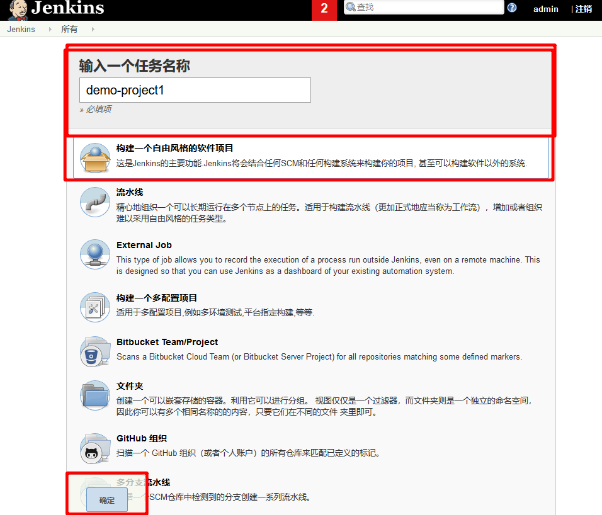 Jenkins
2
查找
admin
| 注销
Jenkins
所有
输入一个任务名称
demo-project1
» 必填项
构建一个自由风格的软件项目
这是Jenkins的主要功能.Jenkins将会结合任何SCM和任何构建系统来构建你的项目, 甚至可以构建软件以外的系统.
流水线
精心地组织一个可以长期运行在多个节点上的任务。适用于构建流水线（更加正式地应当称为工作流），增加或者组织
难以采用自由风格的任务类型。
External Job
This type of job allows you to record the execution of a process run outside Jenkins, even on a remote machine. This
is designed so that you can use Jenkins as a dashboard of your existing automation system.
构建一个多配置项目
适用于多配置项目,例如多环境测试,平台指定构建,等等.
Bitbucket Team/Project
Scans a Bitbucket Cloud Team (or Bitbucket Server Project) for all repositories matching some defined markers.
文件夹
创建一个可以嵌套存储的容器。利用它可以进行分组。 视图仅仅是一个过滤器，而文件夹则是一个独立的命名空间，
因此你可以有多个相同名称的的内容，只要它们在不同的文件 夹里即可。
GitHub 组织
扫描一个 GitHub 组织（或者个人账户）的所有仓库来匹配已定义的标记。
多分支流水线
一个SCM仓库中检测到的分支创建一系列流水线。
确定